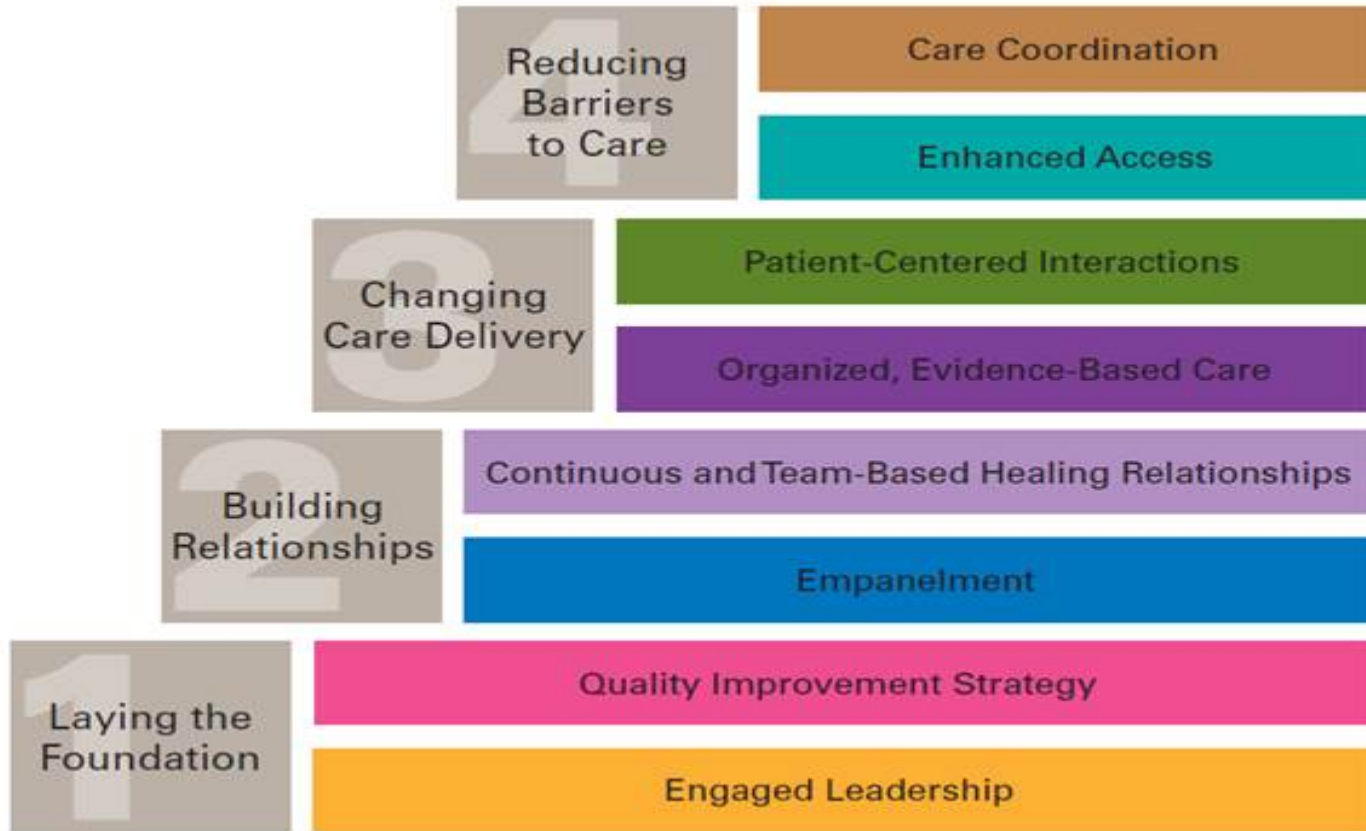 4
Reducing
Barriers
to Care
Care Coordination
Enhanced Access
3
Changing
Care Delivery
Patient-Centered Interactions
Organized, Evidence-Based Care
2
Building
Relationships
Continuous and Team-Based Healing Relationships
Empanelment
1
Laying the
Foundation
Quality Improvement Strategy
Engaged Leadership